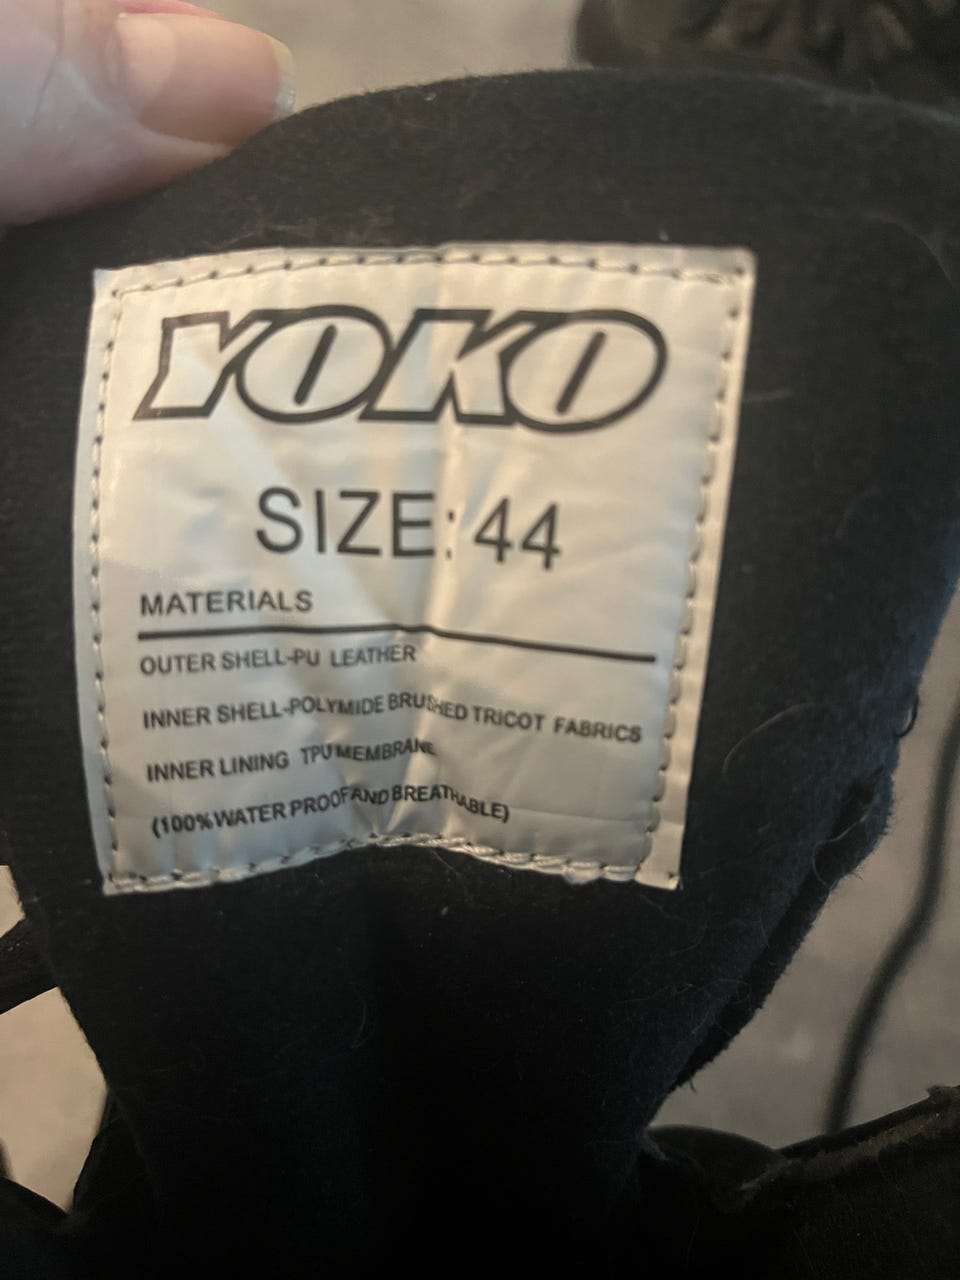 YOKO
SIZE: 44
MATERIALS
OUTER SHELL-PU LEATHER
INNER SHELL-POLYMIDE BRUSHED TRICOT FABRICS
INNER LINING TPU MEMBRANE
(100%WATER PROOF AND BREATHABLE)